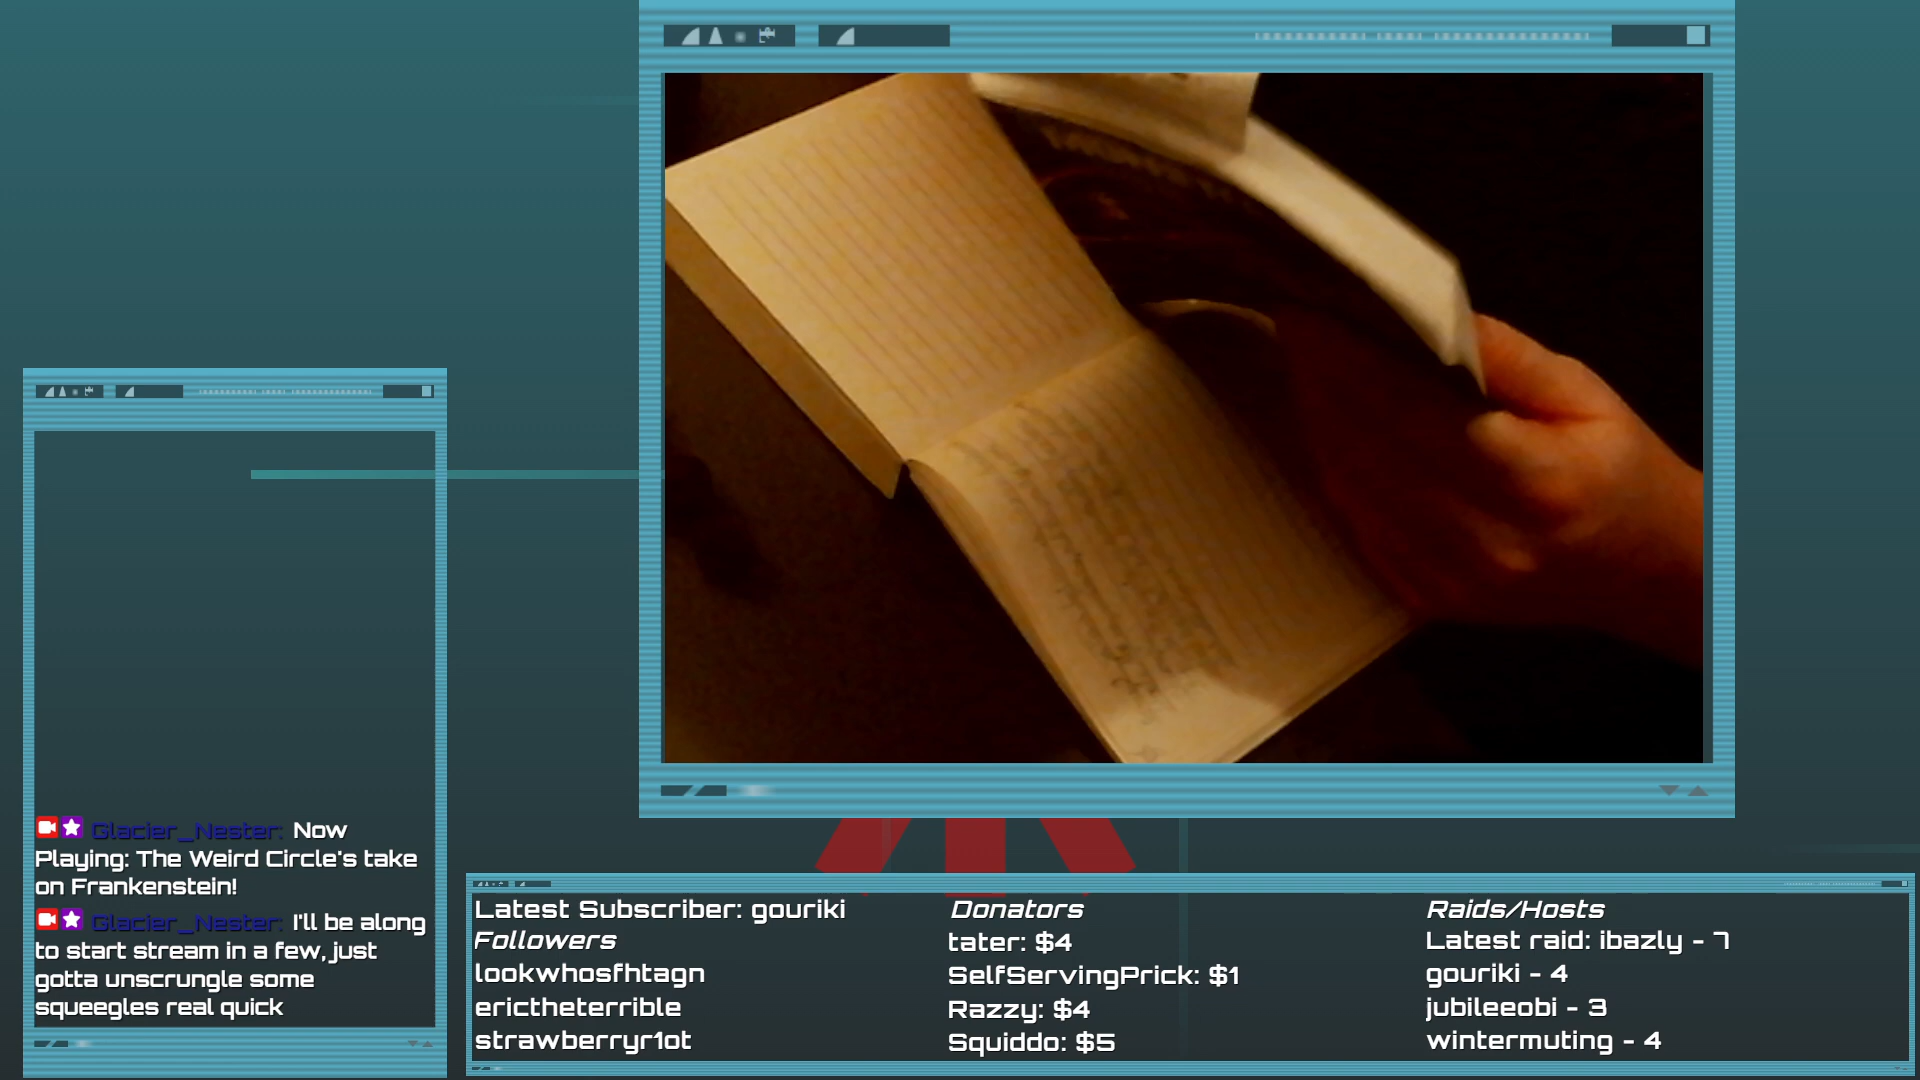 Glacier_Nester: Now
Playing: The Weird Circle's take
on Frankenstein!
Glacier_Nester: I'll be along
to start stream in a few, just
gotta unscrungle some
squeegles real quick
Latest Subscriber: gouriki
Followers
lookwhosfhtagn
erictheterrible
strawberryr1ot
Donators
tater: $4
SelfServingPrick: $1
Razzy: $4
Squiddo: $5
Raids/Hosts
Latest raid: ibazly - 7
gouriki - 4
jubileeobi - 3
wintermuting - 4